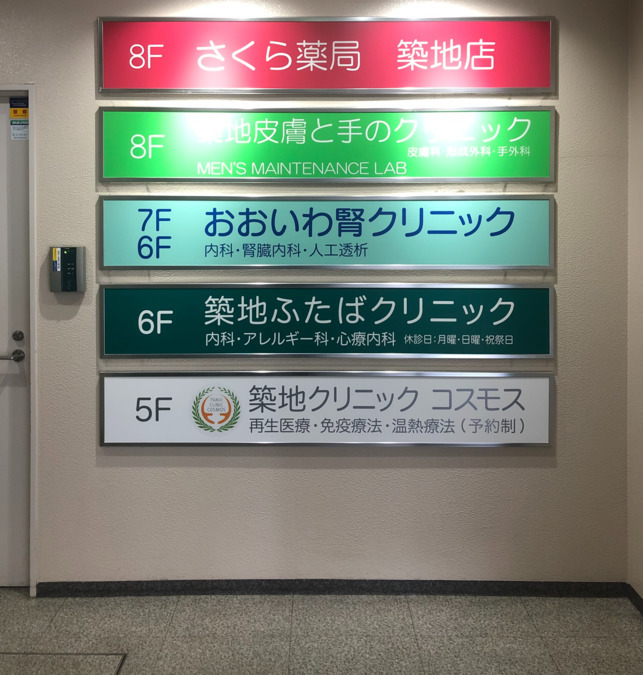 8F さくら薬局 築地店
8F 築地皮膚と手のクリニック
皮膚科・形成外科・手外科
MEN'S MAINTENANCE LAB
7F
6F
おおいわ腎クリニック
内科・腎臓内科・人工透析
6F 築地ふたばクリニック
内科・アレルギー科・心療内科 休診日：月曜・日曜・祝祭日
5F 築地クリニック コスモス
再生医療・免疫療法・温熱療法（予約制）